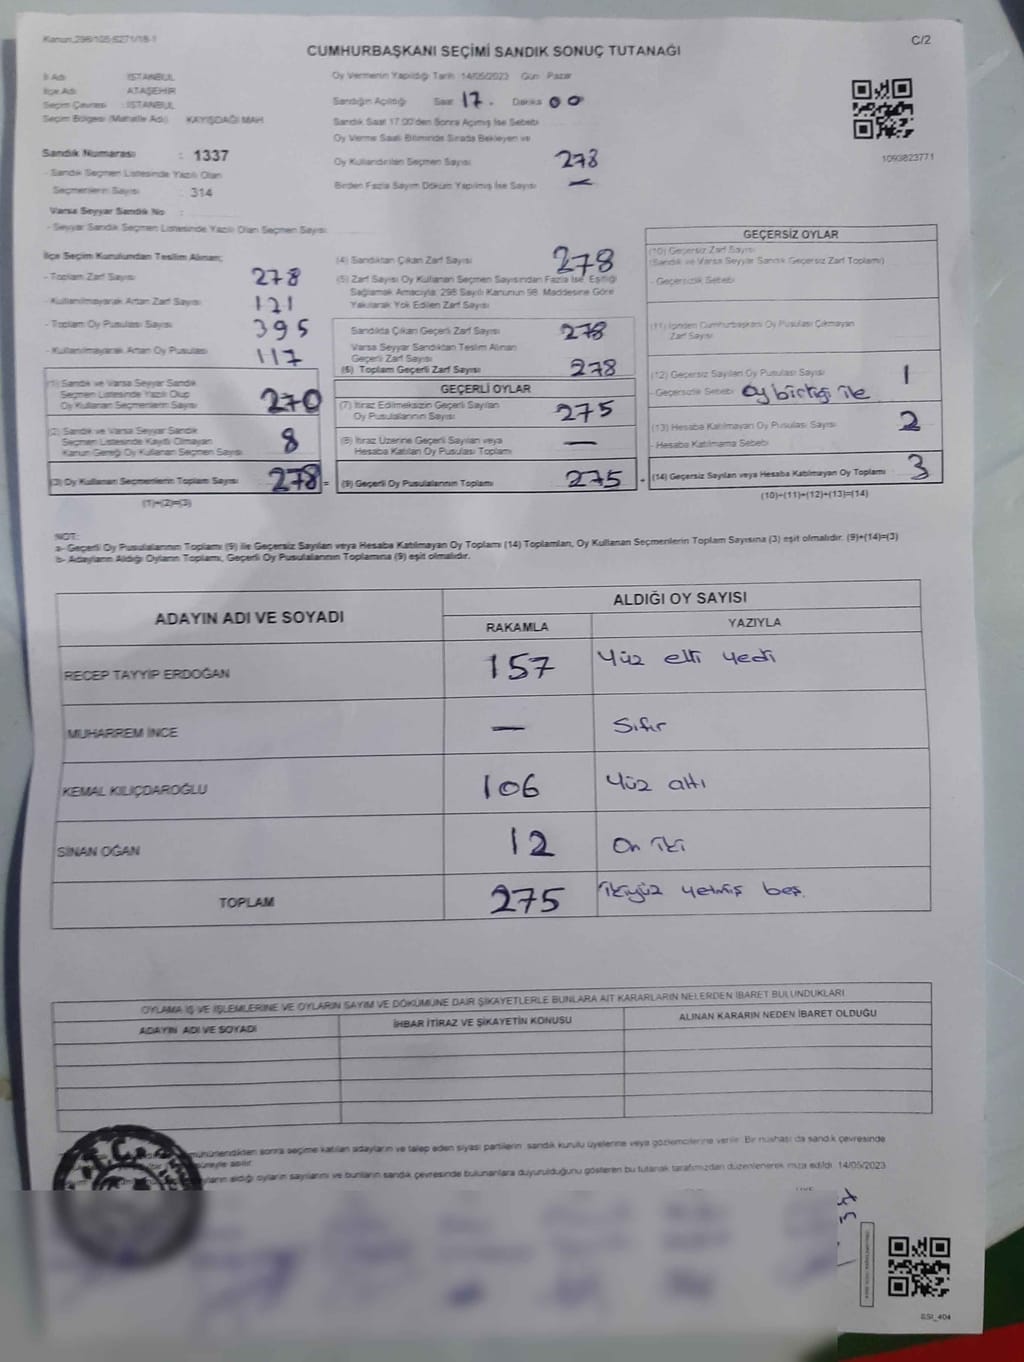 Kanun,298/105-6271/18-1
C/2
CUMHURBAŞKANI SEÇİMİ SANDIK SONUÇ TUTANAĞI
İl Adı : İSTANBUL
İlçe Adı : ATAŞEHİR
Seçim Çevresi : İSTANBUL
Seçim Bölgesi (Mahalle Adı) KAYIŞDAĞI MAH
Sandık Numarası : 1337
- Sandık Seçmen Listesinde Yazılı Olan
Seçmenlerin Sayısı : 314
Varsa Seyyar Sandık No :
- Seyyar Sandık Seçmen Listesinde Yazılı Olan Seçmen Sayısı
Oy Vermenin Yapıldığı Tarih 14/05/2023 Gün Pazar
Sandığın Açıldığı Saat 17. Dakika 00
Sandık Saat 17:00'den Sonra Açılmış İse Sebebi
Oy Verme Saati Bitiminde Sırada Bekleyen ve
Oy Kullandırılan Seçmen Sayısı 278
Birden Fazla Sayım Döküm Yapılmış İse Sayısı —
1093823771
İlçe Seçim Kurulundan Teslim Alınan;
- Toplam Zarf Sayısı 278
- Kullanılmayarak Artan Zarf Sayısı 121
- Toplam Oy Pusulası Sayısı 395
- Kullanılmayarak Artan Oy Pusulası 117
(1) Sandık ve Varsa Seyyar Sandık
Seçmen Listesinde Yazılı Olup
Oy Kullanan Seçmenlerin Sayısı 270
(2) Sandık ve Varsa Seyyar Sandık
Seçmen Listesinde Kayıtlı Olmayan
Kanun Gereği Oy Kullanan Seçmen Sayısı 8
(3) Oy Kullanan Seçmenlerin Toplam Sayısı 278 =
(1)+(2)=(3)
(4) Sandıktan Çıkan Zarf Sayısı 278
(5) Zarf Sayısı Oy Kullanan Seçmen Sayısından Fazla İse, Eşitliği
Sağlamak Amacıyla; 298 Sayılı Kanunun 98. Maddesine Göre
Yakılarak Yok Edilen Zarf Sayısı
Sandıkta Çıkan Geçerli Zarf Sayısı 278
Varsa Seyyar Sandıktan Teslim Alınan
Geçerli Zarf Sayısı
(6) Toplam Geçerli Zarf Sayısı 278
GEÇERLİ OYLAR
(7) İtiraz Edilmeksizin Geçerli Sayılan
Oy Pusulalarının Sayısı 275
(8) İtiraz Üzerine Geçerli Sayılan veya
Hesaba Katılan Oy Pusulası Toplamı —
(9) Geçerli Oy Pusulalarının Toplamı 275 +
GEÇERSİZ OYLAR
(10) Geçersiz Zarf Sayısı
(Sandık ve Varsa Seyyar Sandık Geçersiz Zarf Toplamı)
- Geçersizlik Sebebi
(11) İçinden Cumhurbaşkanı Oy Pusulası Çıkmayan
Zarf Sayısı
(12) Geçersiz Sayılan Oy Pusulası Sayısı 1
- Geçersizlik Sebebi Oy birliği ile
(13) Hesaba Katılmayan Oy Pusulası Sayısı 2
- Hesaba Katılmama Sebebi
(14) Geçersiz Sayılan veya Hesaba Katılmayan Oy Toplamı 3
(10)+(11)+(12)+(13)=(14)
NOT:
a- Geçerli Oy Pusulalarının Toplamı (9) ile Geçersiz Sayılan veya Hesaba Katılmayan Oy Toplamı (14) Toplamları, Oy Kullanan Seçmenlerin Toplam Sayısına (3) eşit olmalıdır. (9)+(14)=(3)
b- Adayların Aldığı Oyların Toplamı, Geçerli Oy Pusulalarının Toplamına (9) eşit olmalıdır.
ADAYIN ADI VE SOYADI
ALDIĞI OY SAYISI
RAKAMLA YAZIYLA
RECEP TAYYİP ERDOĞAN 157 Yüz elli yedi
MUHARREM İNCE — Sıfır
KEMAL KILIÇDAROĞLU 106 Yüz altı
SİNAN OĞAN 12 On iki
TOPLAM 275 ikiyüz yetmiş beş.
OYLAMA İŞ VE İŞLEMLERİNE VE OYLARIN SAYIM VE DÖKÜMÜNE DAİR ŞİKAYETLERLE BUNLARA AİT KARARLARIN NELERDEN İBARET BULUNDUKLARI
ADAYIN ADI VE SOYADI İHBAR İTİRAZ VE ŞİKAYETİN KONUSU ALINAN KARARIN NEDEN İBARET OLDUĞU
mühürlendikten sonra seçime katılan adayların ve talep eden siyasi partilerin sandık kurulu üyelerine veya gözlemcilerine verilir. Bir nüshası da sandık çevresinde
asılır.
aldığı oyların sayılarını ve bunların sandık çevresinde bulunanlara duyurulduğunu gösteren bu tutanak tarafımızdan düzenlenerek imza edildi. 14/05/2023
T.C.
SSI_404